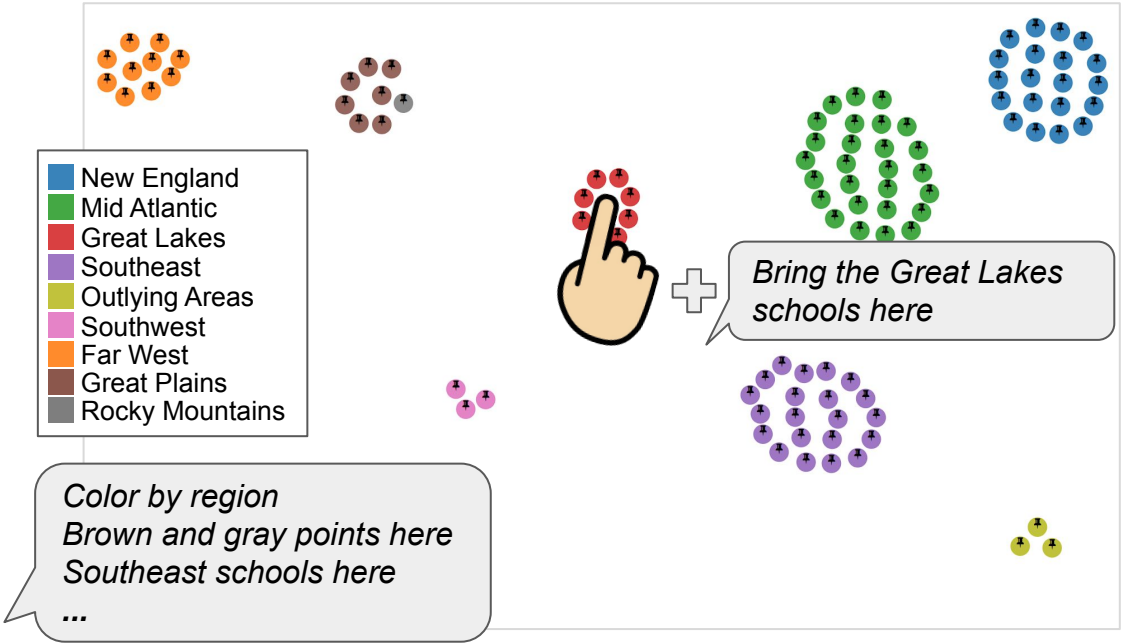 New England
Mid Atlantic
Great Lakes
Southeast
Outlying Areas
Southwest
Far West
Great Plains
Rocky Mountains
Bring the Great Lakes
schools here
Color by region
Brown and gray points here
Southeast schools here
...